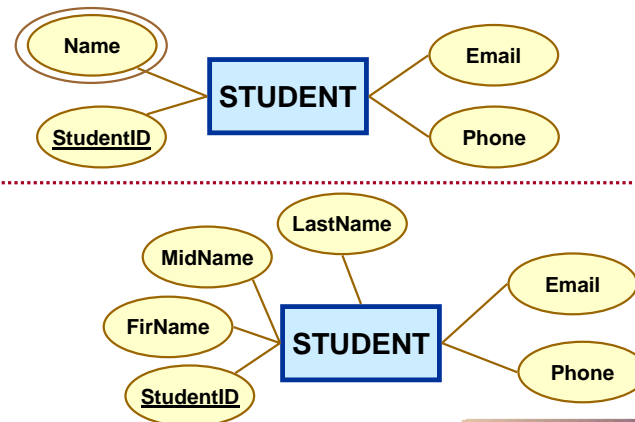 Name
Email
STUDENT
StudentID
Phone
LastName
MidName
Email
FirName
STUDENT
Phone
StudentID